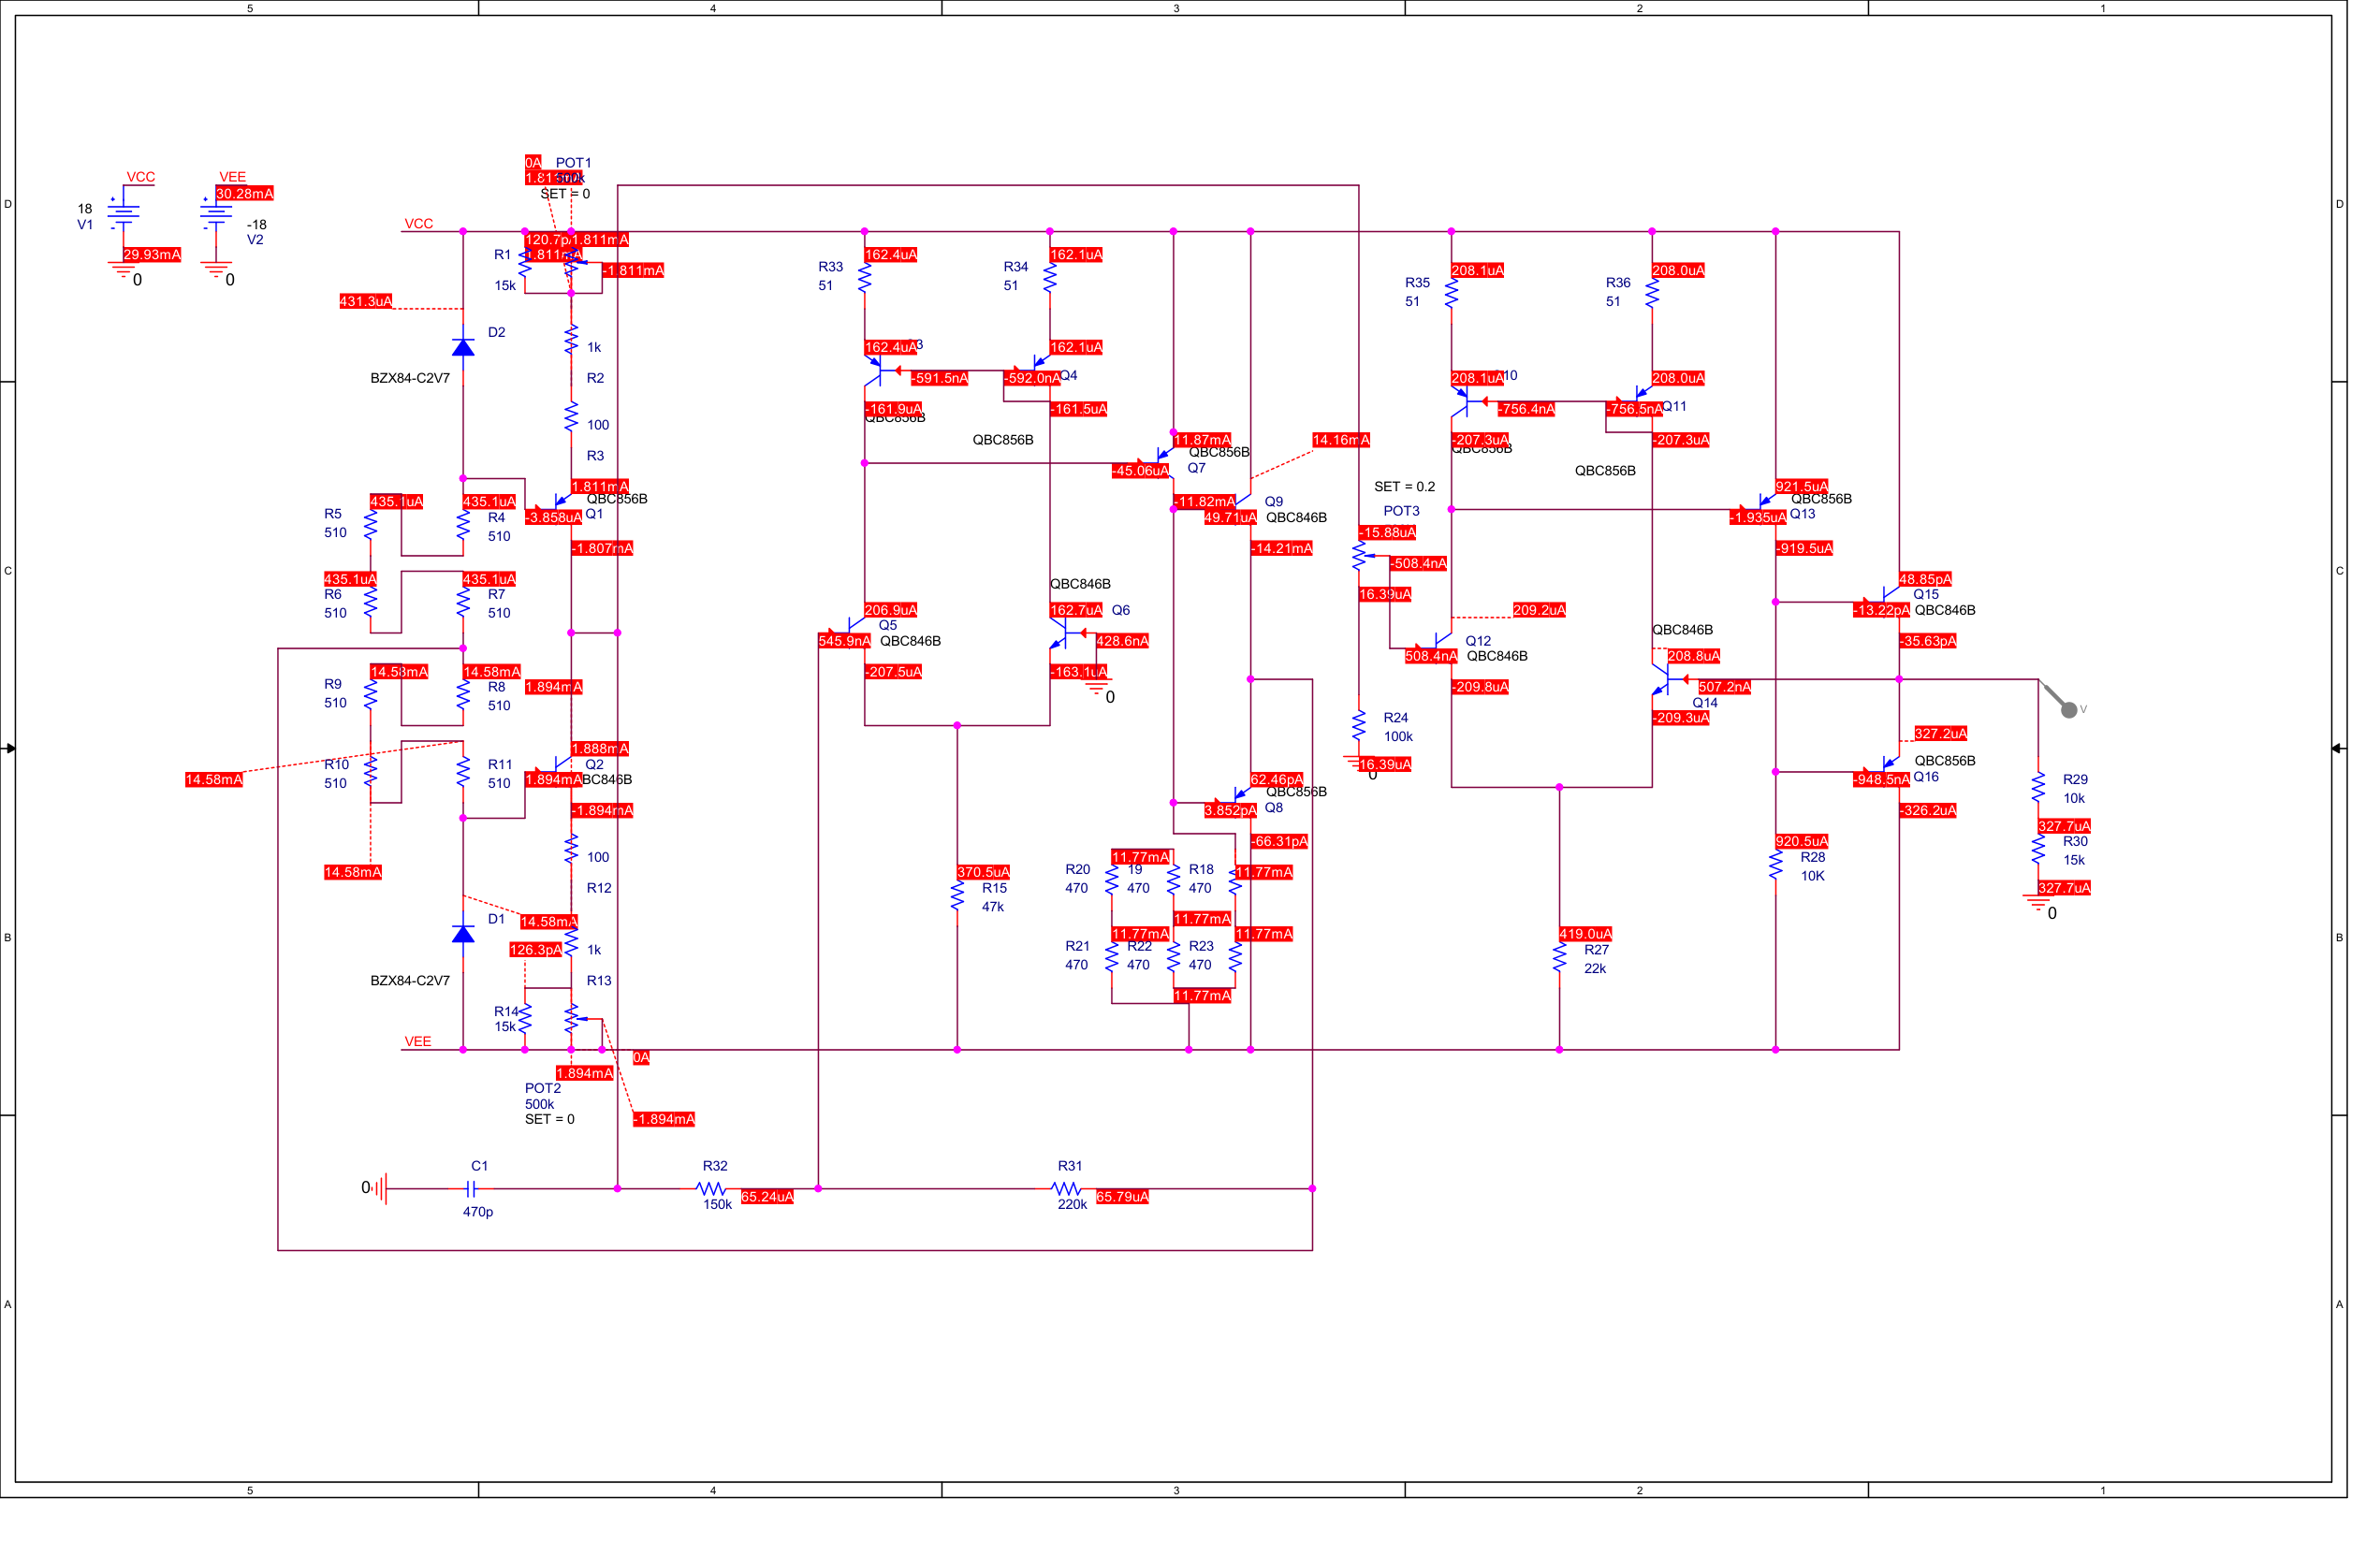 5 4 3 2 1
D
D
C
C
B
B
A
A
VCC
18
V1
29.93mA
0
VEE
30.28mA
-18
V2
0
0A
POT1
SET = 0
VCC
R1
15k
1.811mA
-1.811mA
431.3uA
D2
BZX84-C2V7
1k
R2
100
R3
1.811mA
QBC856B
Q1
-3.858uA
-1.807mA
435.1uA
435.1uA
R5
510
R4
510
435.1uA
435.1uA
R6
510
R7
510
14.58mA
14.58mA
R9
510
R8
510
1.894mA
1.888mA
Q2
1.894mA
-1.894mA
R10
510
R11
510
14.58mA
14.58mA
100
R12
D1
14.58mA
126.3pA
1k
BZX84-C2V7
R13
R14
15k
VEE
0A
1.894mA
POT2
500k
SET = 0
-1.894mA
0
C1
470p
R32
150k
65.24uA
R31
220k
65.79uA
162.4uA
R33
51
162.1uA
R34
51
162.4uA
162.1uA
-591.5nA
-592.0nA
Q4
-161.9uA
-161.5uA
QBC856B
QBC856B
206.9uA
Q5
QBC846B
545.9nA
-207.5uA
QBC846B
162.7uA
Q6
428.6nA
-163.1uA
0
370.5uA
R15
47k
11.87mA
QBC856B
Q7
-45.06uA
14.16mA
-11.82mA
Q9
49.71uA
QBC846B
-14.21mA
62.46pA
QBC856B
Q8
3.852pA
-66.31pA
11.77mA
R20
470
19
470
R18
470
11.77mA
11.77mA
11.77mA
11.77mA
R21
470
R22
470
R23
470
11.77mA
SET = 0.2
POT3
-15.88uA
-508.4nA
16.39uA
R24
100k
16.39uA
0
208.1uA
R35
51
208.0uA
R36
51
208.1uA
10
208.0uA
-756.4nA
-756.5nA
Q11
-207.3uA
-207.3uA
QBC856B
QBC856B
209.2uA
Q12
508.4nA
QBC846B
-209.8uA
QBC846B
208.8uA
507.2nA
Q14
-209.3uA
419.0uA
R27
22k
921.5uA
QBC856B
-1.935uA
Q13
-919.5uA
48.85pA
Q15
-13.22pA
QBC846B
-35.63pA
327.2uA
QBC856B
-948.5nA
Q16
-326.2uA
920.5uA
R28
10K
V
R29
10k
327.7uA
R30
15k
327.7uA
0
5 4 3 2 1